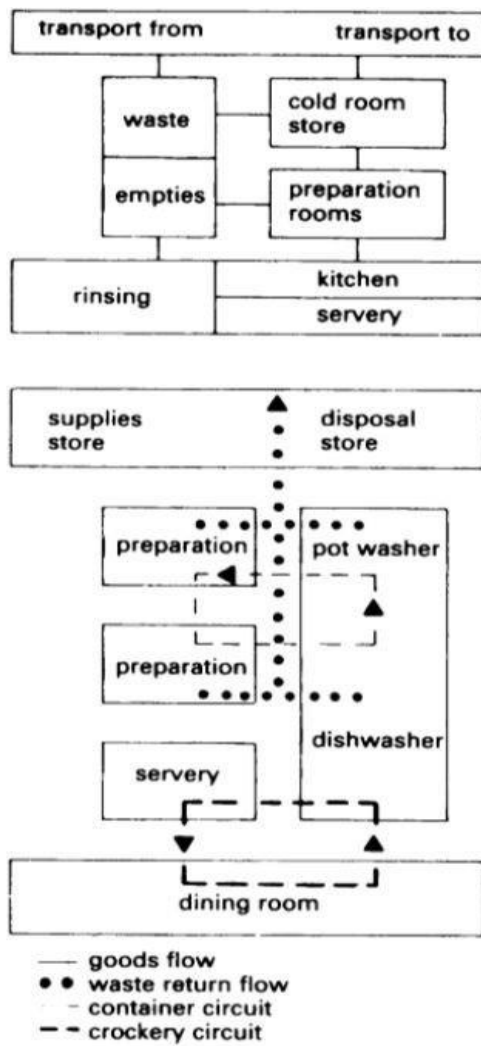 transport from
transport to
waste
cold room
store
empties
preparation
rooms
rinsing
kitchen
servery
supplies
store
disposal
store
preparation
pot washer
preparation
dishwasher
servery
dining room
goods flow
waste return flow
container circuit
crockery circuit